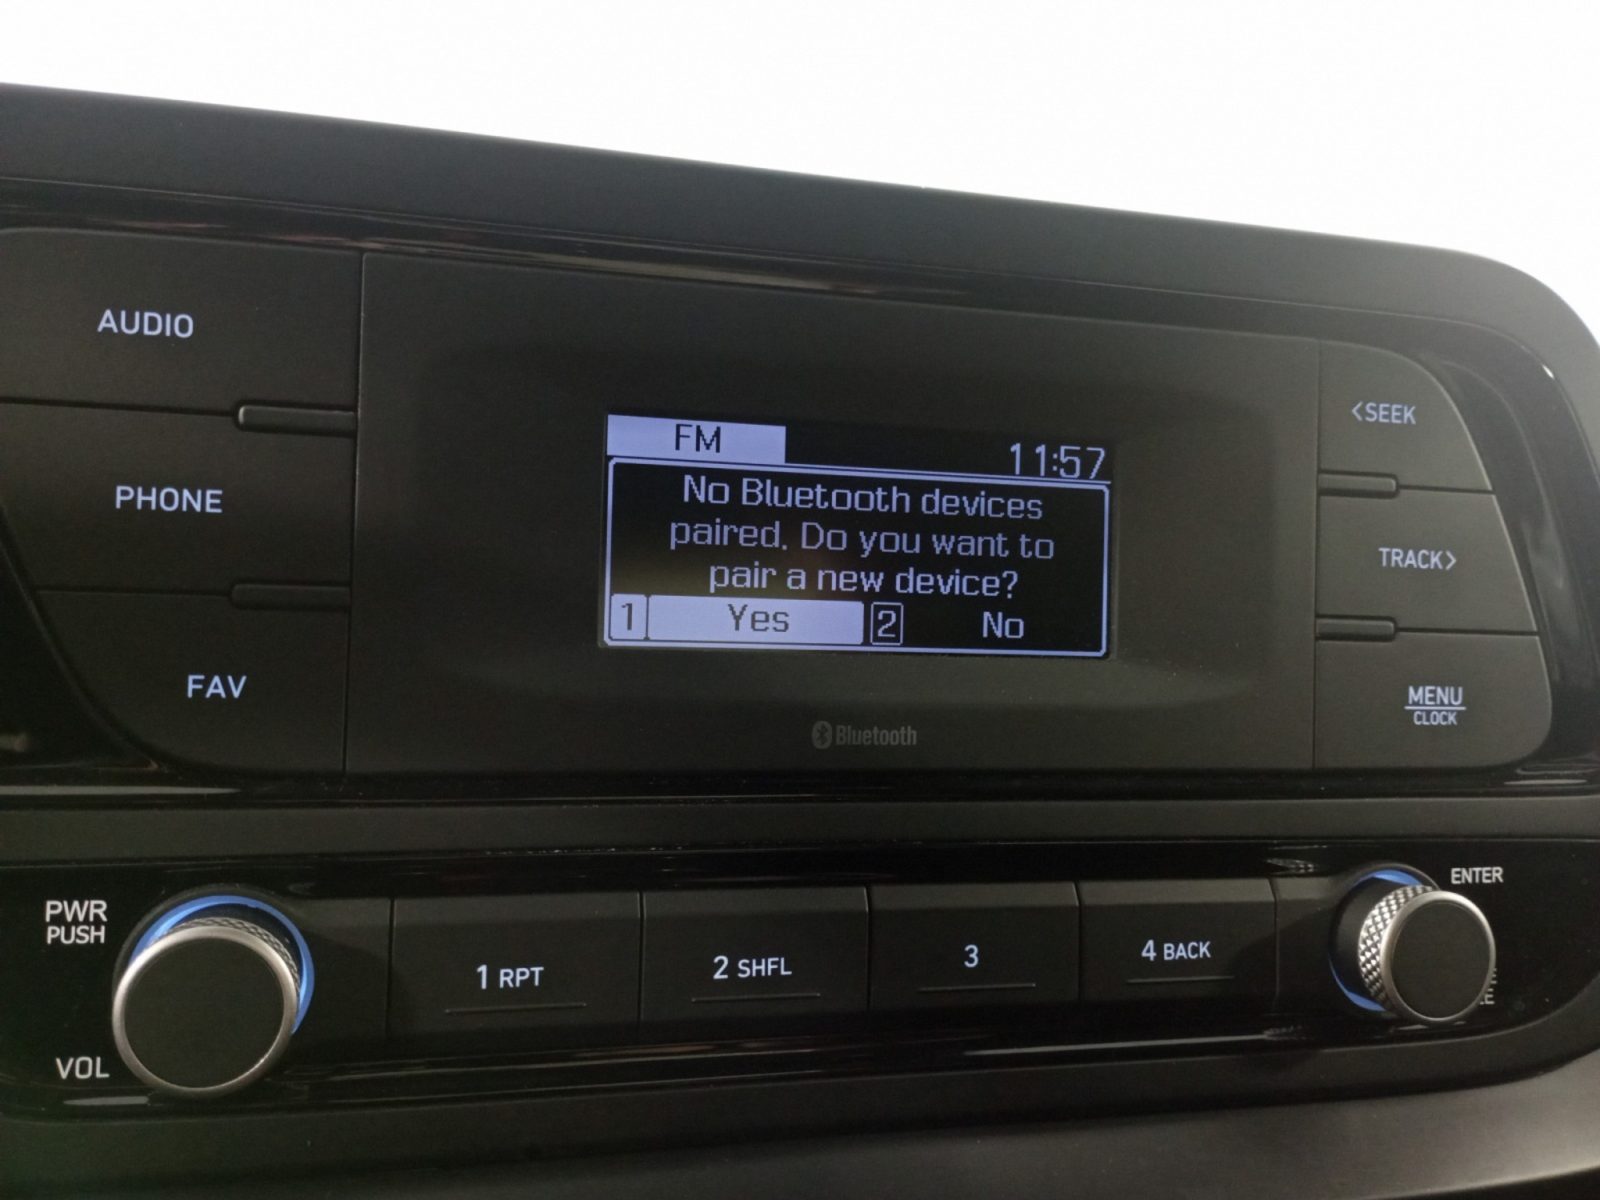 AUDIO
PHONE
FAV
FM
11:57
No Bluetooth devices
paired. Do you want to
pair a new device?
1 Yes 2 No
Bluetooth
<SEEK
TRACK>
MENU
CLOCK
PWR
PUSH
VOL
1 RPT
2 SHFL
3
4 BACK
ENTER